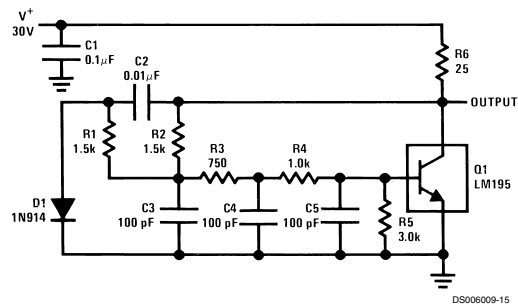 V+
30V
C1
0.1μF
C2
0.01μF
R6
25
OUTPUT
R1
1.5k
R2
1.5k
R3
750
R4
1.0k
Q1
LM195
D1
1N914
C3
100 pF
C4
100 pF
C5
100 pF
R5
3.0k
DS006009-15